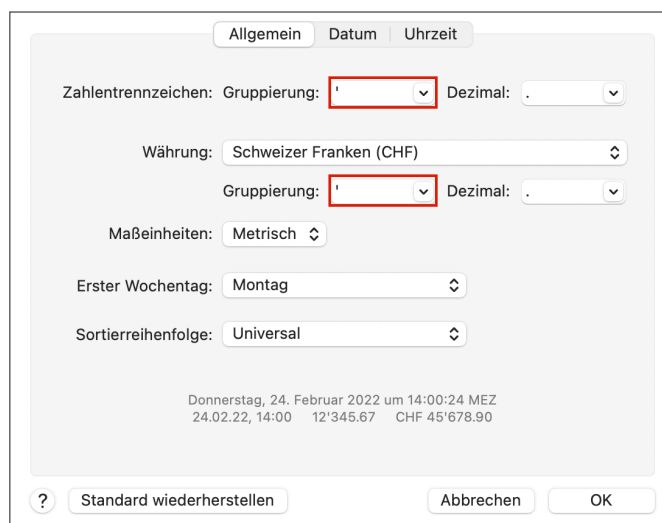 Allgemein Datum Uhrzeit
Zahlentrennzeichen: Gruppierung: ' Dezimal: .
Währung: Schweizer Franken (CHF)
Gruppierung: ' Dezimal: .
Maßeinheiten: Metrisch
Erster Wochentag: Montag
Sortierreihenfolge: Universal
Donnerstag, 24. Februar 2022 um 14:00:24 MEZ
24.02.22, 14:00 12'345.67 CHF 45'678.90
? Standard wiederherstellen Abbrechen OK